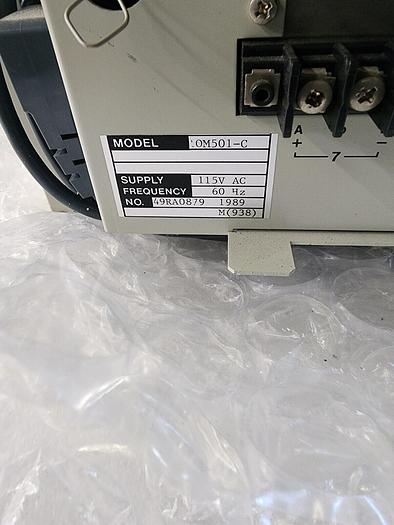 A
+ −
7
MODEL :OM501-C
SUPPLY 115V AC
FREQUENCY 60 Hz
NO. 49RA0879 1989
M(938)